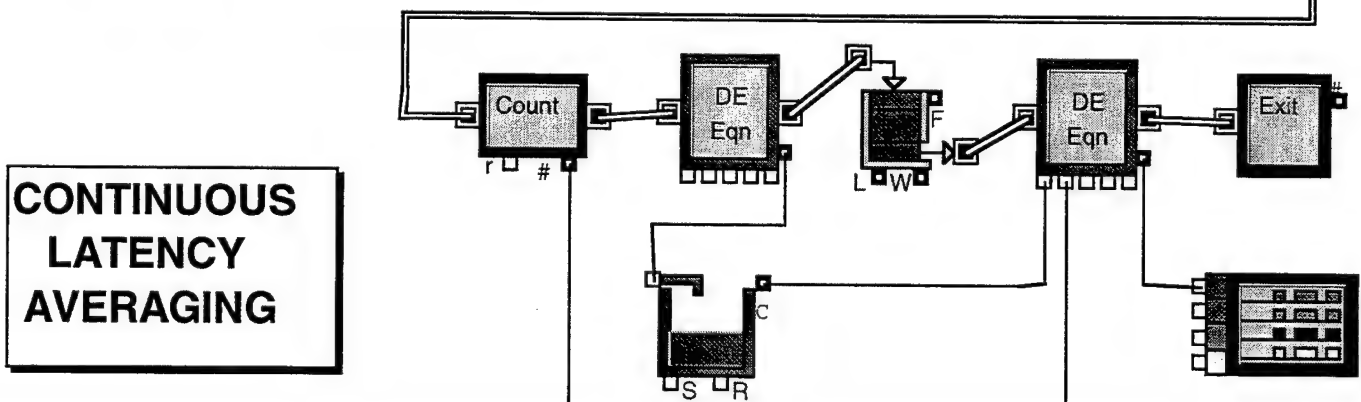 Count
r
#
DE
Eqn
F
L
W
DE
Eqn
Exit
#
CONTINUOUS
LATENCY
AVERAGING
C
S
R